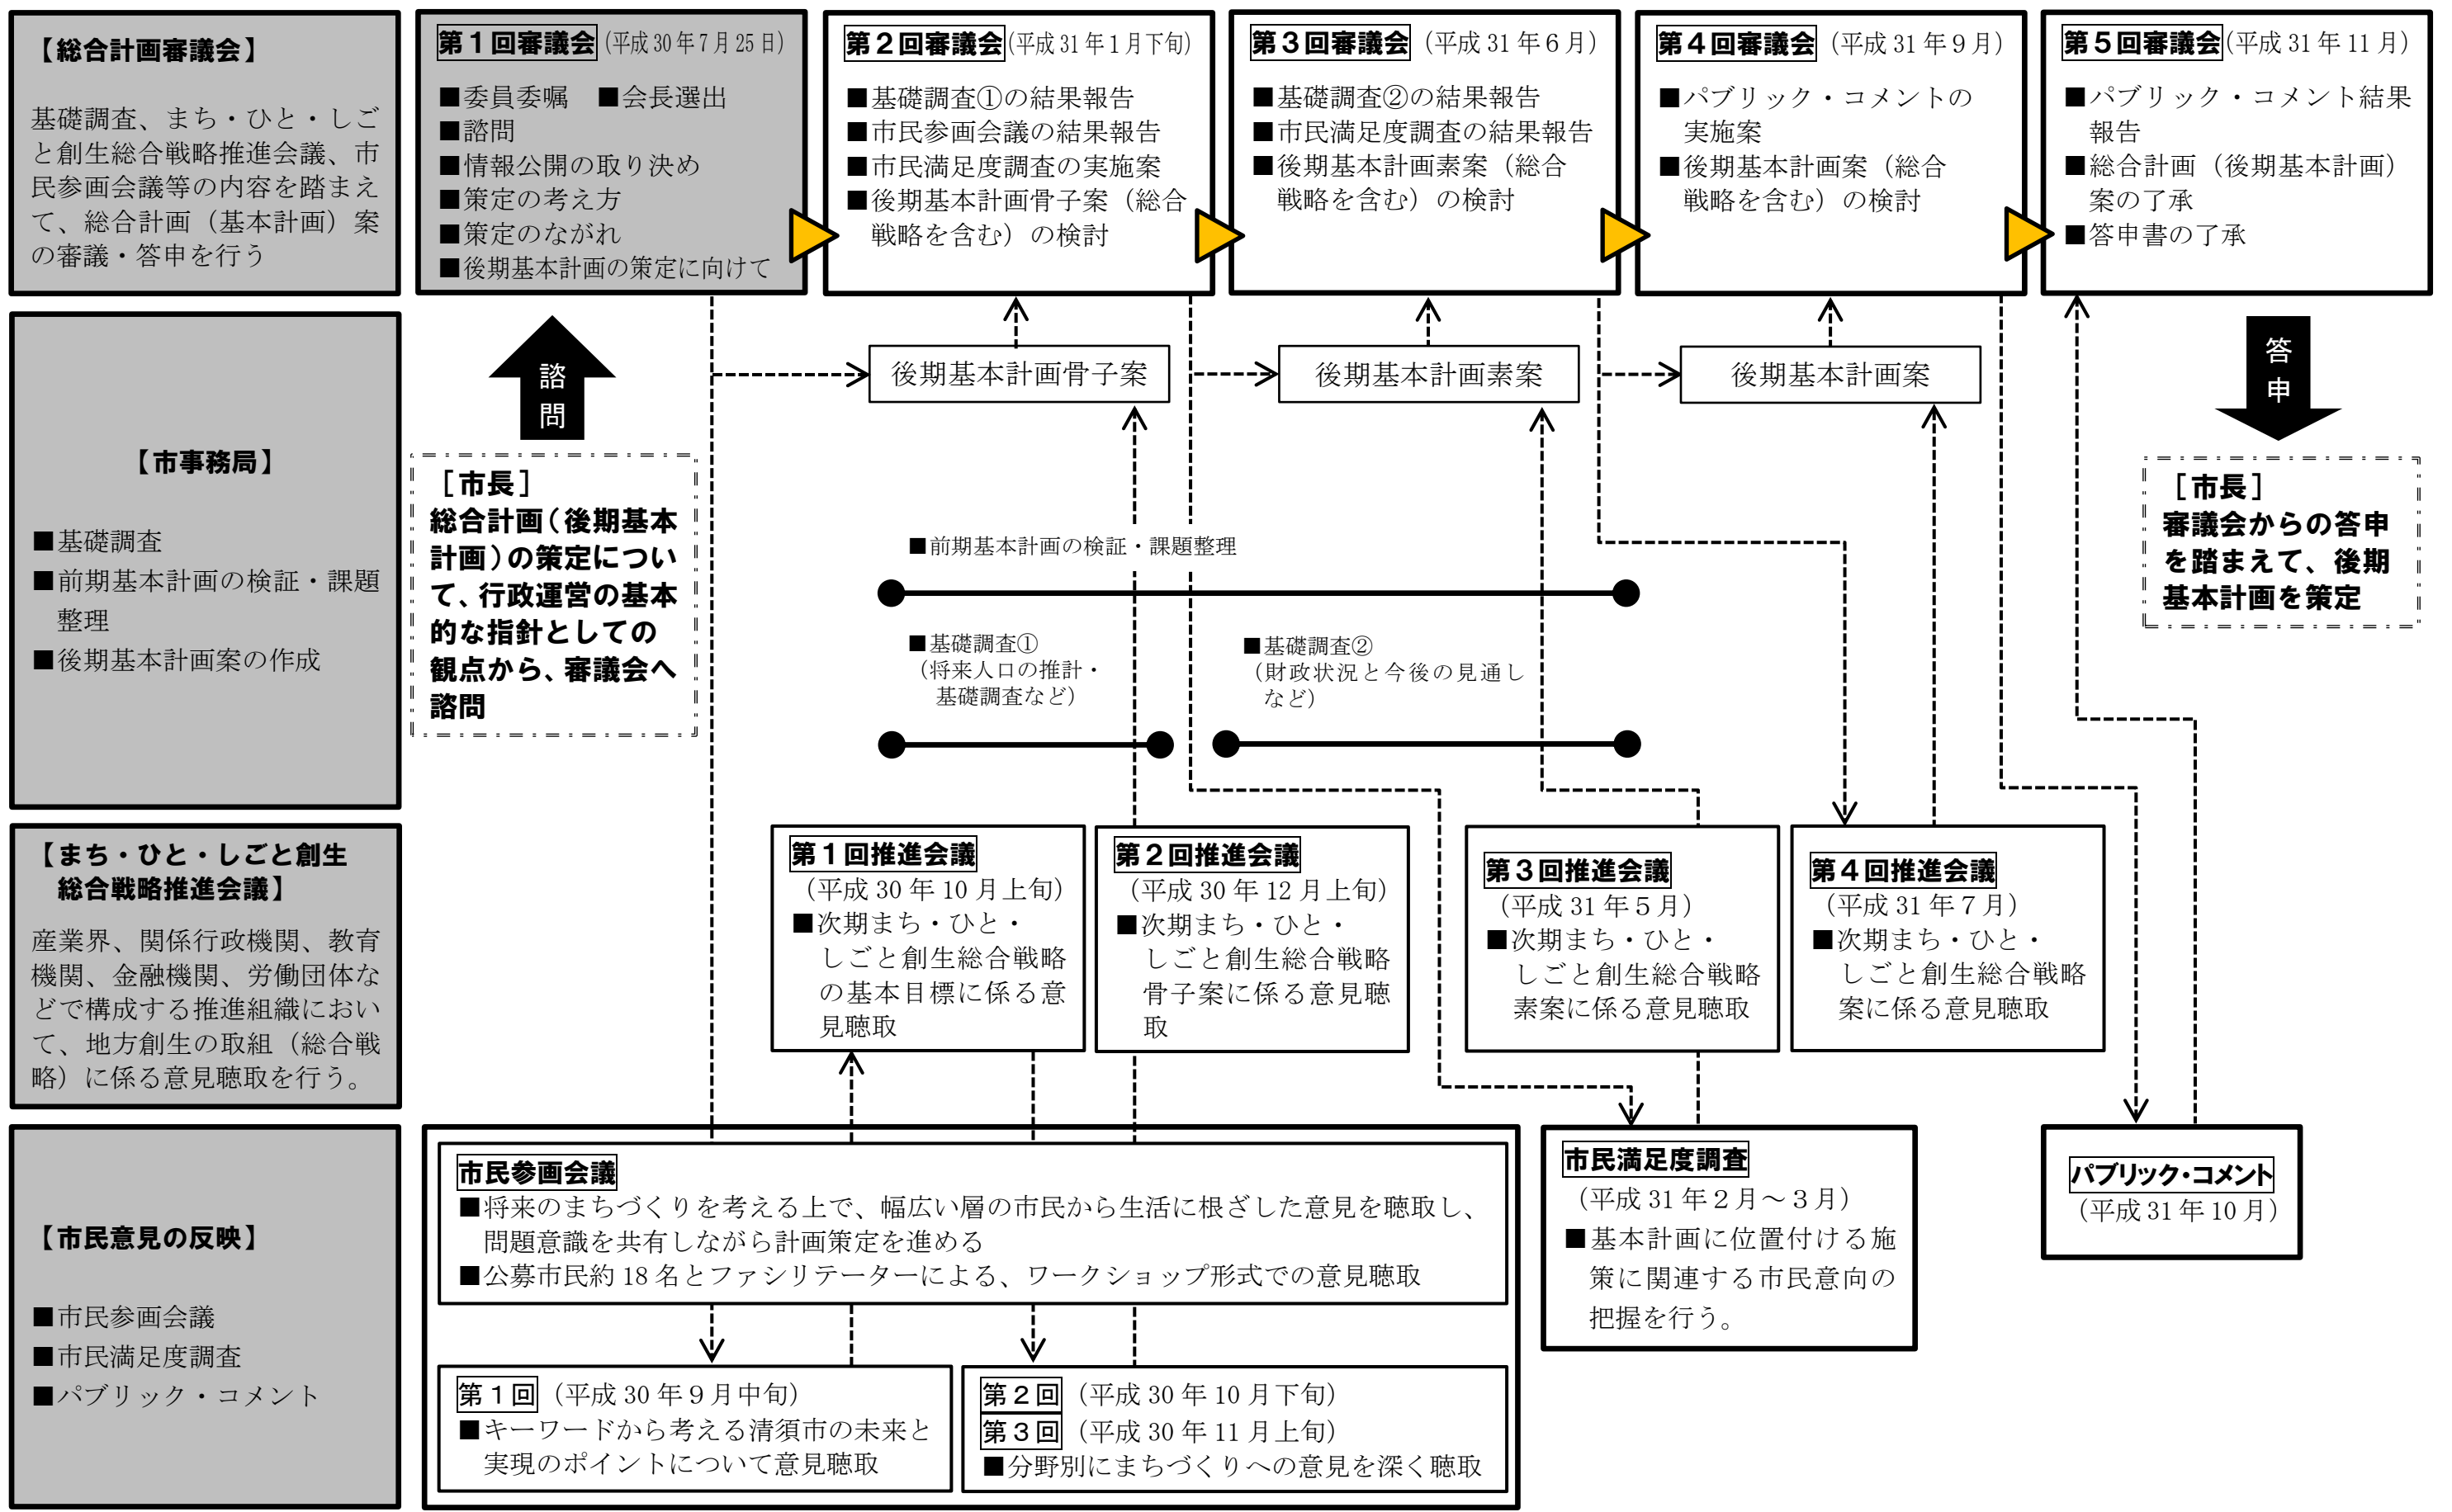 【総合計画審議会】
基礎調査、まち・ひと・しご
と創生総合戦略推進会議、市
民参画会議等の内容を踏まえ
て、総合計画（基本計画）案
の審議・答申を行う
第１回審議会（平成 30 年７月 25 日）
■委員委嘱　■会長選出
■諮問
■情報公開の取り決め
■策定の考え方
■策定のながれ
■後期基本計画の策定に向けて
第２回審議会（平成 31 年１月下旬）
■基礎調査①の結果報告
■市民参画会議の結果報告
■市民満足度調査の実施案
■後期基本計画骨子案（総合
戦略を含む）の検討
第３回審議会（平成 31 年６月）
■基礎調査②の結果報告
■市民満足度調査の結果報告
■後期基本計画素案（総合
戦略を含む）の検討
第４回審議会（平成 31 年９月）
■パブリック・コメントの
実施案
■後期基本計画案（総合
戦略を含む）の検討
第５回審議会（平成 31 年 11 月）
■パブリック・コメント結果
報告
■総合計画（後期基本計画）
案の了承
■答申書の了承
【市事務局】
■基礎調査
■前期基本計画の検証・課題
整理
■後期基本計画案の作成
諮
問
［市長］
総合計画（後期基本
計画）の策定につい
て、行政運営の基本
的な指針としての
観点から、審議会へ
諮問
後期基本計画骨子案
後期基本計画素案
後期基本計画案
答
申
［市長］
審議会からの答申
を踏まえて、後期
基本計画を策定
■前期基本計画の検証・課題整理
■基礎調査①
（将来人口の推計・
基礎調査など）
■基礎調査②
（財政状況と今後の見通し
など）
【まち・ひと・しごと創生
総合戦略推進会議】
産業界、関係行政機関、教育
機関、金融機関、労働団体な
どで構成する推進組織におい
て、地方創生の取組（総合戦
略）に係る意見聴取を行う。
第１回推進会議
（平成 30 年 10 月上旬）
■次期まち・ひと・
しごと創生総合戦略
の基本目標に係る意
見聴取
第２回推進会議
（平成 30 年 12 月上旬）
■次期まち・ひと・
しごと創生総合戦略
骨子案に係る意見聴
取
第３回推進会議
（平成 31 年５月）
■次期まち・ひと・
しごと創生総合戦略
素案に係る意見聴取
第４回推進会議
（平成 31 年７月）
■次期まち・ひと・
しごと創生総合戦略
案に係る意見聴取
【市民意見の反映】
■市民参画会議
■市民満足度調査
■パブリック・コメント
市民参画会議
■将来のまちづくりを考える上で、幅広い層の市民から生活に根ざした意見を聴取し、
問題意識を共有しながら計画策定を進める
■公募市民約 18 名とファシリテーターによる、ワークショップ形式での意見聴取
第１回（平成 30 年９月中旬）
■キーワードから考える清須市の未来と
実現のポイントについて意見聴取
第２回（平成 30 年 10 月下旬）
第３回（平成 30 年 11 月上旬）
■分野別にまちづくりへの意見を深く聴取
市民満足度調査
（平成 31 年２月～３月）
■基本計画に位置付ける施
策に関連する市民意向の
把握を行う。
パブリック・コメント
（平成 31 年 10 月）